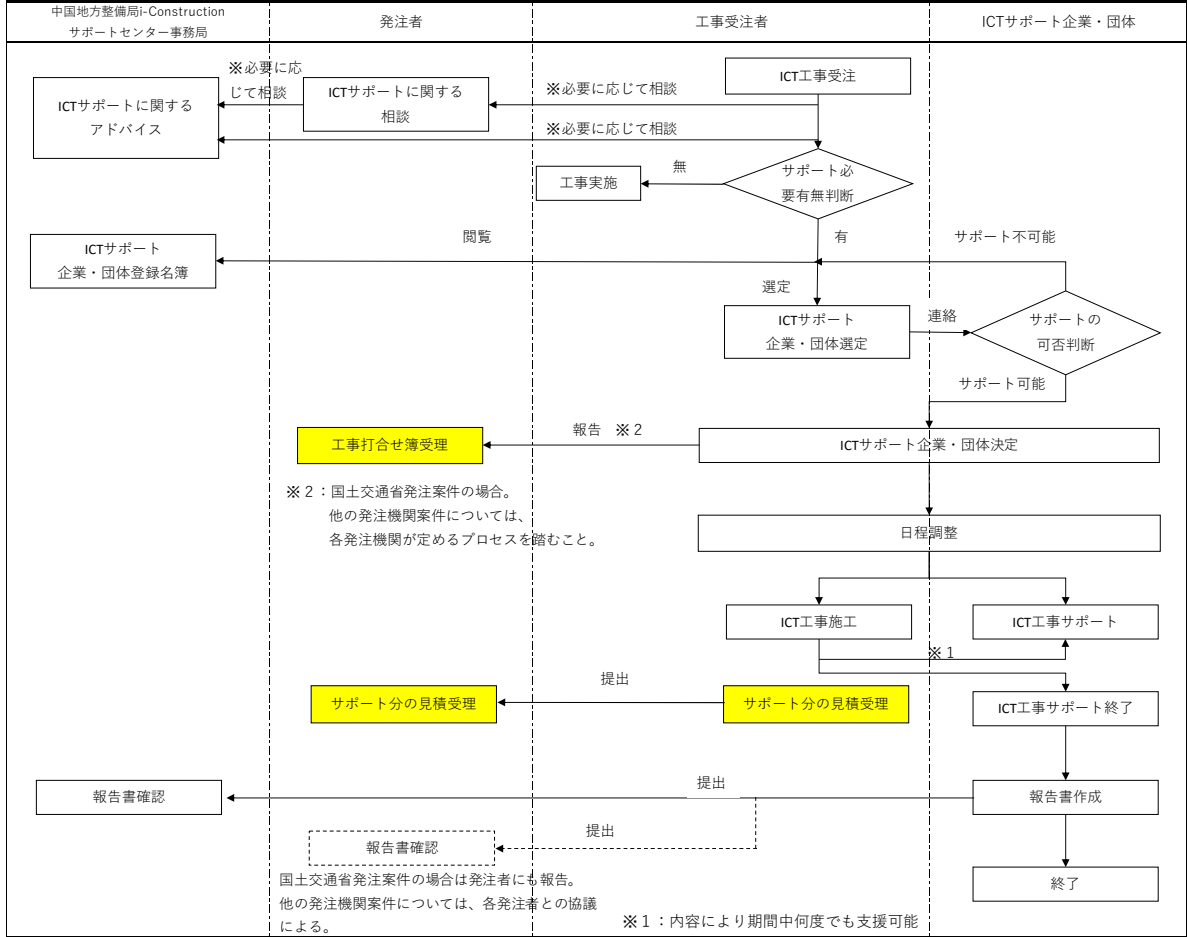 中国地方整備局i-Construction
サポートセンター事務局
発注者
工事受注者
ICTサポート企業・団体
ICT工事受注
※必要に応
じて相談
※必要に応じて相談
ICTサポートに関する
アドバイス
ICTサポートに関する
相談
※必要に応じて相談
サポート必
要有無判断
無
工事実施
有
閲覧
サポート不可能
ICTサポート
企業・団体登録名簿
選定
ICTサポート
企業・団体選定
連絡
サポートの
可否判断
サポート可能
工事打合せ簿受理
報告 ※２
ICTサポート企業・団体決定
※２：国土交通省発注案件の場合。
他の発注機関案件については、
各発注機関が定めるプロセスを踏むこと。
日程調整
ICT工事施工
ICT工事サポート
※１
提出
サポート分の見積受理
サポート分の見積受理
ICT工事サポート終了
提出
報告書確認
報告書作成
提出
報告書確認
国土交通省発注案件の場合は発注者にも報告。
他の発注機関案件については、各発注者との協議
による。
終了
※１：内容により期間中何度でも支援可能